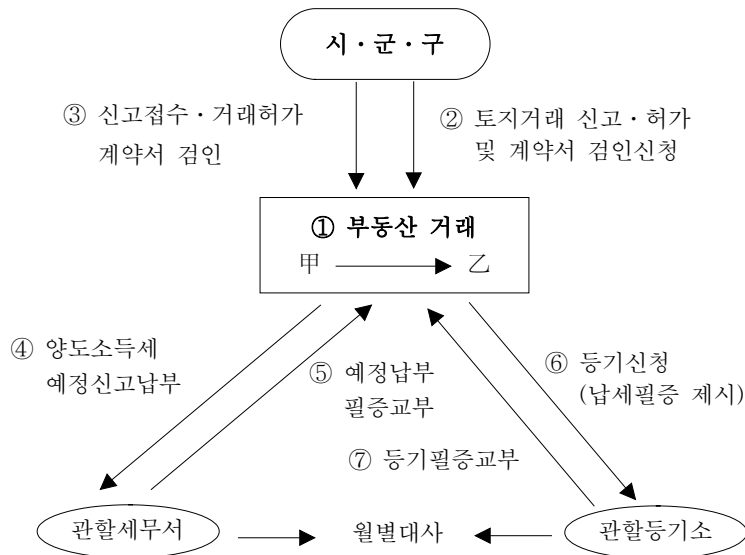 시·군·구
③ 신고접수·거래허가
계약서 검인
② 토지거래 신고·허가
및 계약서 검인신청
① 부동산 거래
甲 乙
④ 양도소득세
예정신고납부
⑤ 예정납부
필증교부
⑥ 등기신청
(납세필증 제시)
⑦ 등기필증교부
관할세무서
월별대사
관할등기소